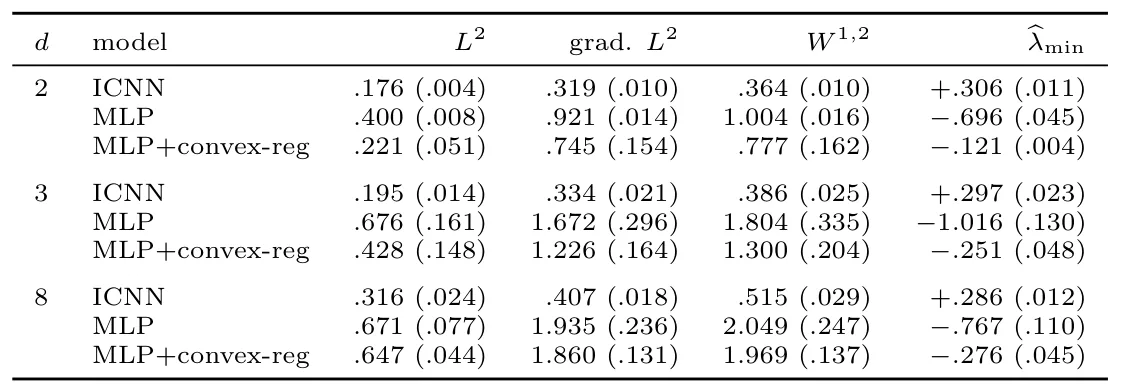 d model L² grad. L² W¹,² λ̂min
2 ICNN .176 (.004) .319 (.010) .364 (.010) +.306 (.011)
MLP .400 (.008) .921 (.014) 1.004 (.016) −.696 (.045)
MLP+convex-reg .221 (.051) .745 (.154) .777 (.162) −.121 (.004)
3 ICNN .195 (.014) .334 (.021) .386 (.025) +.297 (.023)
MLP .676 (.161) 1.672 (.296) 1.804 (.335) −1.016 (.130)
MLP+convex-reg .428 (.148) 1.226 (.164) 1.300 (.204) −.251 (.048)
8 ICNN .316 (.024) .407 (.018) .515 (.029) +.286 (.012)
MLP .671 (.077) 1.935 (.236) 2.049 (.247) −.767 (.110)
MLP+convex-reg .647 (.044) 1.860 (.131) 1.969 (.137) −.276 (.045)